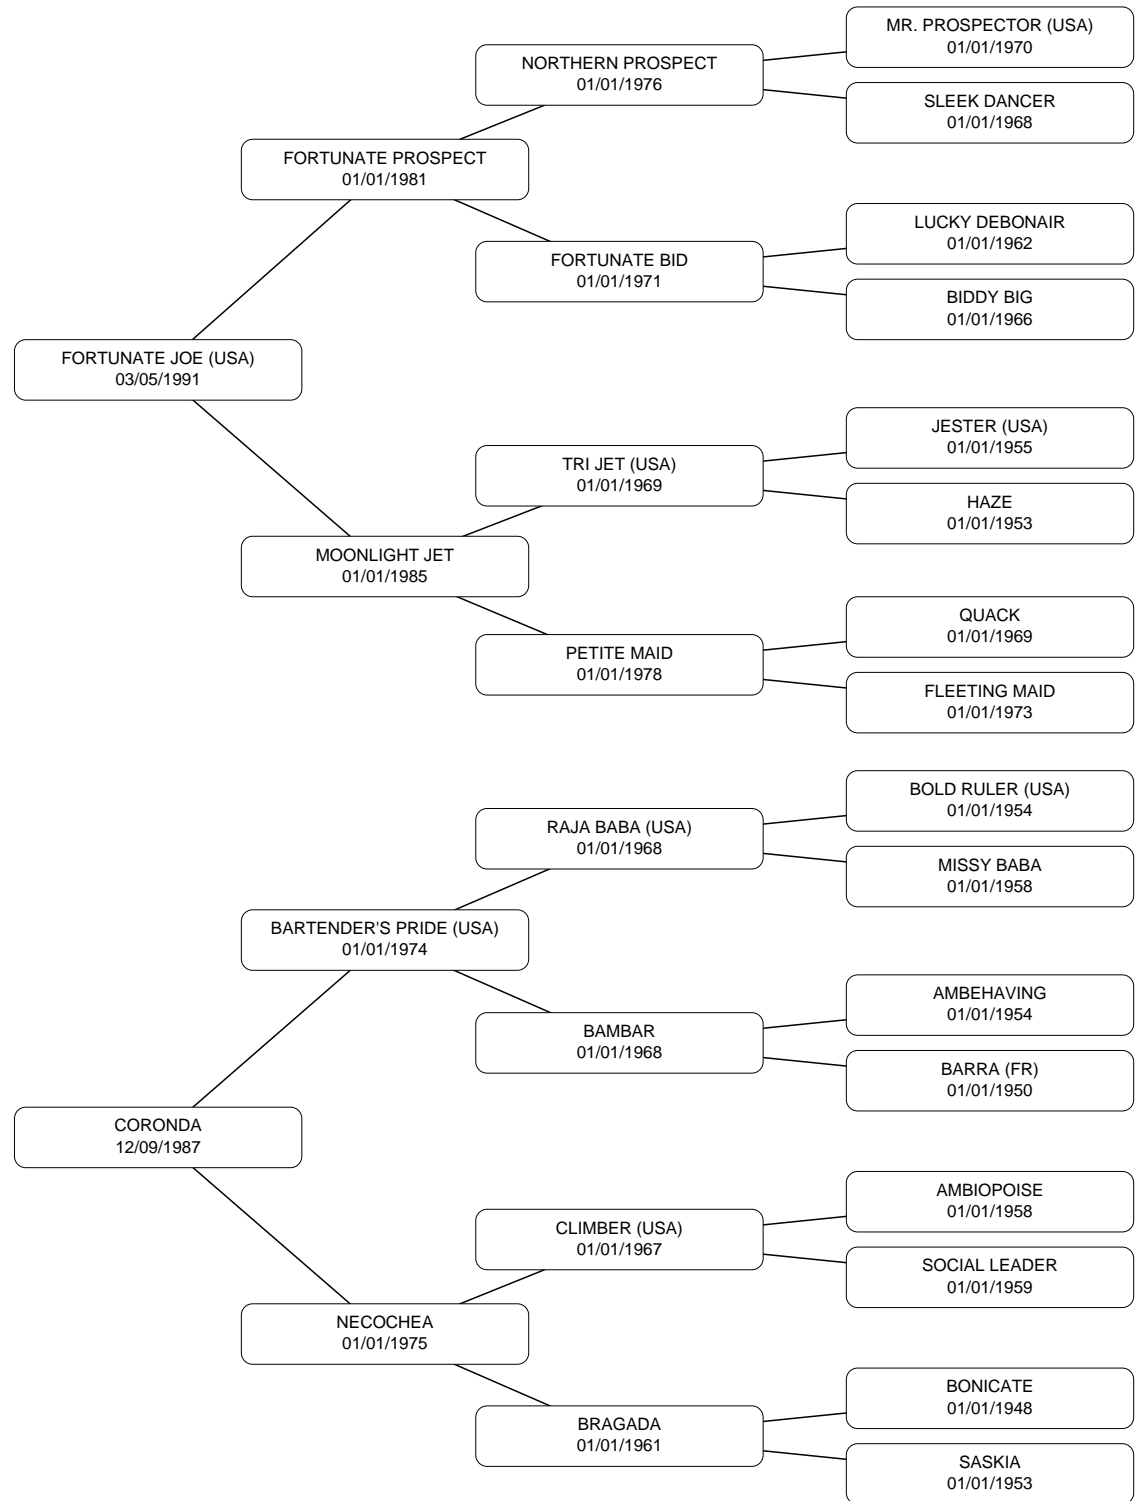 MR. PROSPECTOR (USA)
01/01/1970
NORTHERN PROSPECT
01/01/1976
SLEEK DANCER
01/01/1968
FORTUNATE PROSPECT
01/01/1981
LUCKY DEBONAIR
01/01/1962
FORTUNATE BID
01/01/1971
BIDDY BIG
01/01/1966
FORTUNATE JOE (USA)
03/05/1991
JESTER (USA)
01/01/1955
TRI JET (USA)
01/01/1969
HAZE
01/01/1953
MOONLIGHT JET
01/01/1985
QUACK
01/01/1969
PETITE MAID
01/01/1978
FLEETING MAID
01/01/1973
BOLD RULER (USA)
01/01/1954
RAJA BABA (USA)
01/01/1968
MISSY BABA
01/01/1958
BARTENDER'S PRIDE (USA)
01/01/1974
AMBEHAVING
01/01/1954
BAMBAR
01/01/1968
BARRA (FR)
01/01/1950
CORONDA
12/09/1987
AMBIOPOISE
01/01/1958
CLIMBER (USA)
01/01/1967
SOCIAL LEADER
01/01/1959
NECOCHEA
01/01/1975
BONICATE
01/01/1948
BRAGADA
01/01/1961
SASKIA
01/01/1953